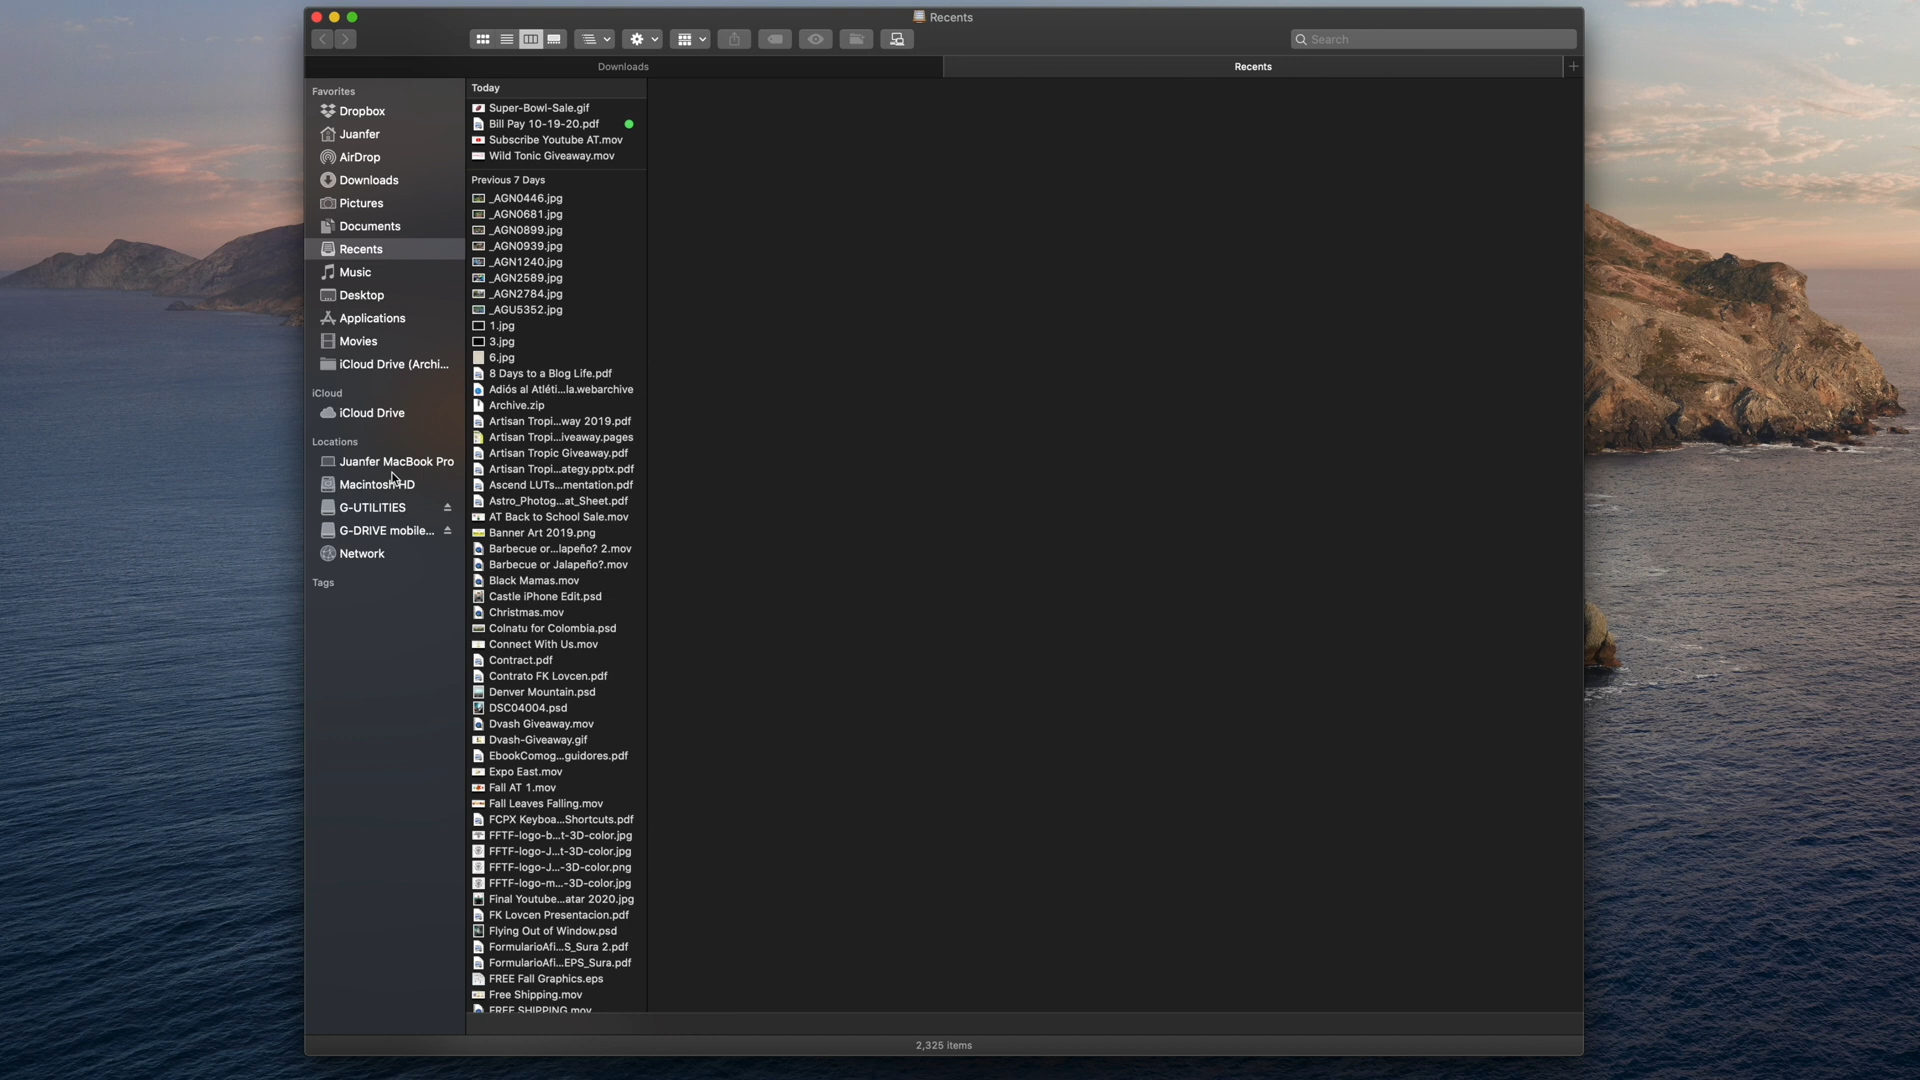 Recents
Search
Downloads
Recents
Favorites
Dropbox
Juanfer
AirDrop
Downloads
Pictures
Documents
Recents
Music
Desktop
Applications
Movies
iCloud Drive (Archi...
iCloud
iCloud Drive
Locations
Juanfer MacBook Pro
Macintosh HD
G-UTILITIES
G-DRIVE mobile...
Network
Tags
Today
Super-Bowl-Sale.gif
Bill Pay 10-19-20.pdf
Subscribe Youtube AT.mov
Wild Tonic Giveaway.mov
Previous 7 Days
_AGN0446.jpg
_AGN0681.jpg
_AGN0899.jpg
_AGN0939.jpg
_AGN1240.jpg
_AGN2589.jpg
_AGN2784.jpg
_AGU5352.jpg
1.jpg
3.jpg
6.jpg
8 Days to a Blog Life.pdf
Adiós al Atléti...la.webarchive
Archive.zip
Artisan Tropi...way 2019.pdf
Artisan Tropi...iveaway.pages
Artisan Tropic Giveaway.pdf
Artisan Tropi...ategy.pptx.pdf
Ascend LUTs...mentation.pdf
Astro_Photog...at_Sheet.pdf
AT Back to School Sale.mov
Banner Art 2019.png
Barbecue or...lapeño? 2.mov
Barbecue or Jalapeño?.mov
Black Mamas.mov
Castle iPhone Edit.psd
Christmas.mov
Colnatu for Colombia.psd
Connect With Us.mov
Contract.pdf
Contrato FK Lovcen.pdf
Denver Mountain.psd
DSC04004.psd
Dvash Giveaway.mov
Dvash-Giveaway.gif
EbookComog...guidores.pdf
Expo East.mov
Fall AT 1.mov
Fall Leaves Falling.mov
FCPX Keyboa...Shortcuts.pdf
FFTF-logo-b...t-3D-color.jpg
FFTF-logo-J...t-3D-color.jpg
FFTF-logo-J...-3D-color.png
FFTF-logo-m...-3D-color.jpg
Final Youtube...atar 2020.jpg
FK Lovcen Presentacion.pdf
Flying Out of Window.psd
FormularioAfi...S_Sura 2.pdf
FormularioAfi...EPS_Sura.pdf
FREE Fall Graphics.eps
Free Shipping.mov
FREE SHIPPING.mov
2,325 items